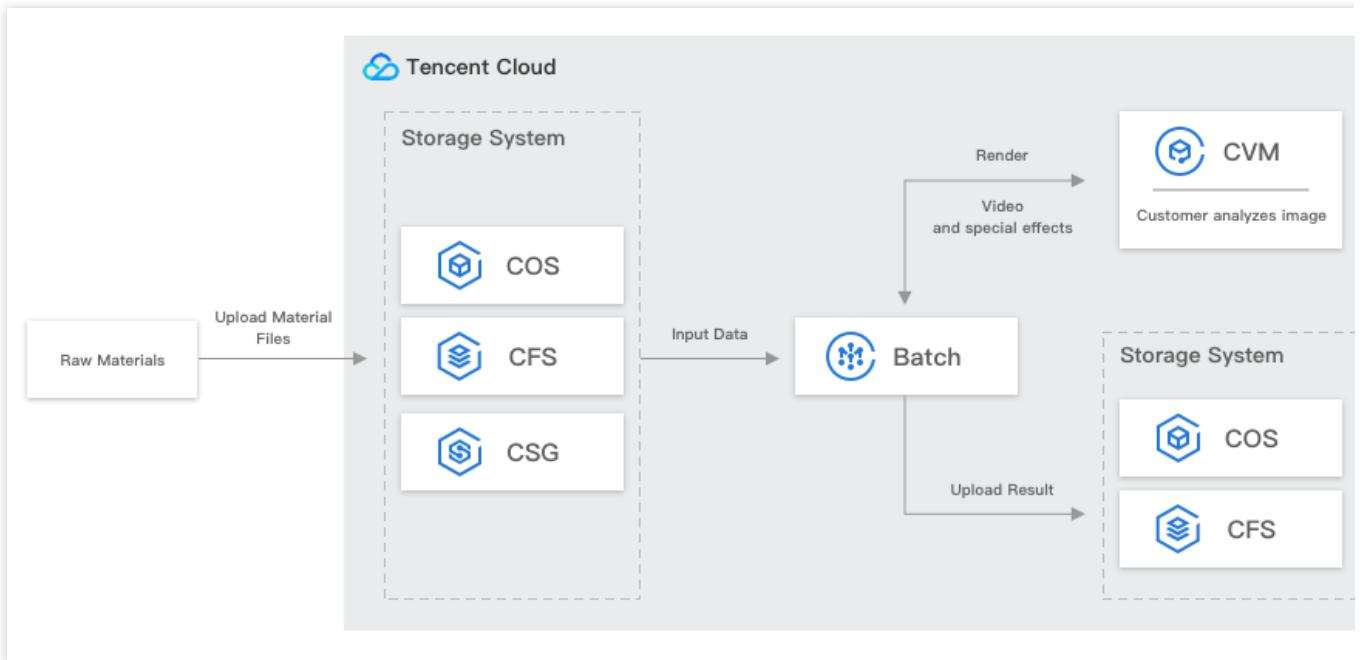 Tencent Cloud
Storage System
COS
CFS
CSG
Raw Materials
Upload Material
Files
Input Data
Batch
Render
Video
and special effects
CVM
Customer analyzes image
Upload Result
Storage System
COS
CFS